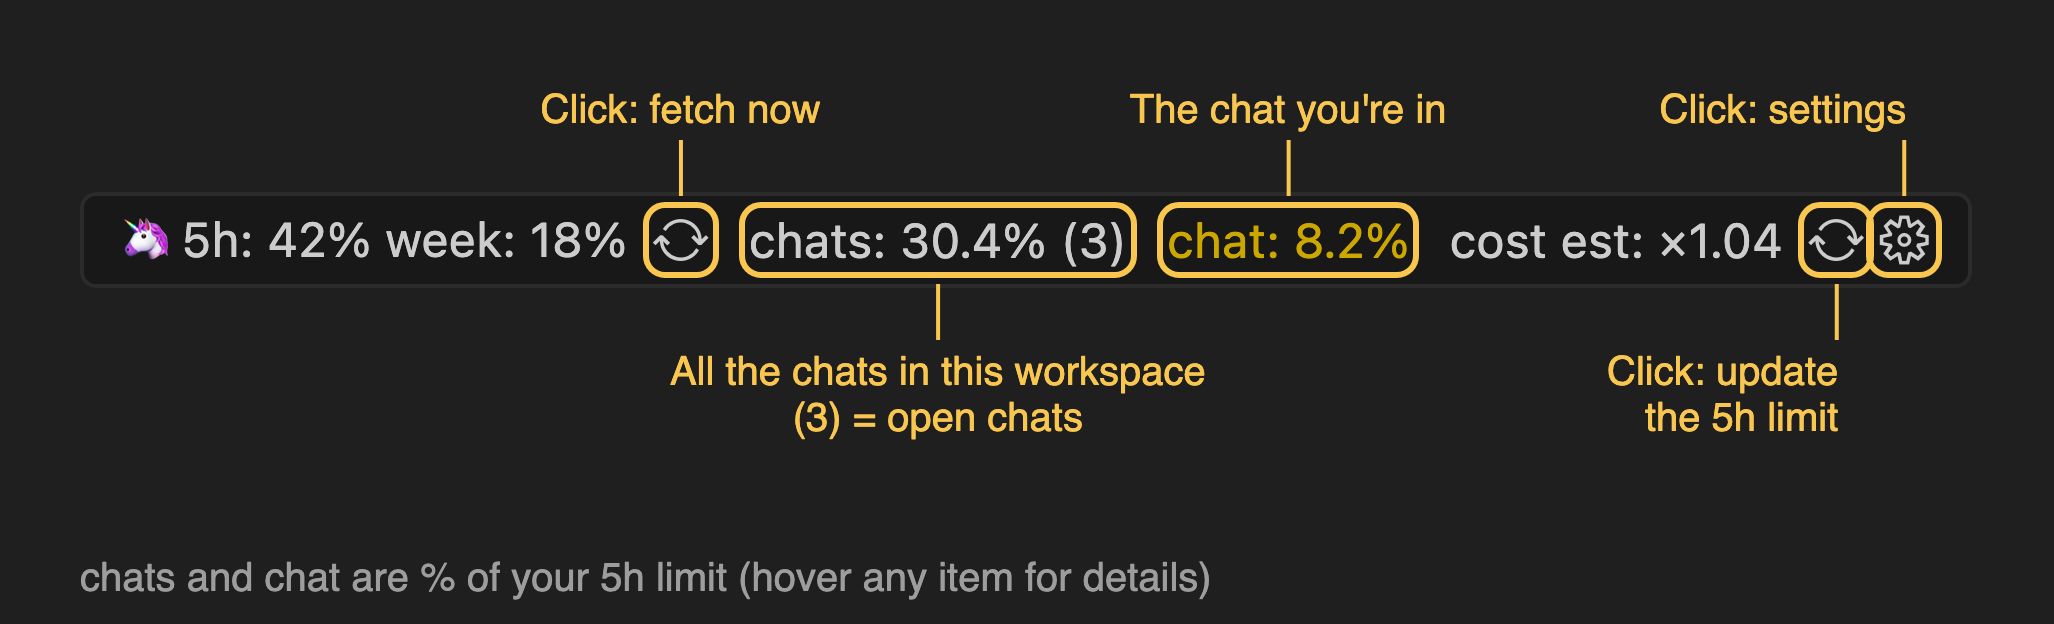 Click: fetch now
The chat you're in
Click: settings
5h: 42% week: 18%
chats: 30.4% (3)
chat: 8.2%
cost est: ×1.04
All the chats in this workspace
(3) = open chats
Click: update
the 5h limit
chats and chat are % of your 5h limit (hover any item for details)